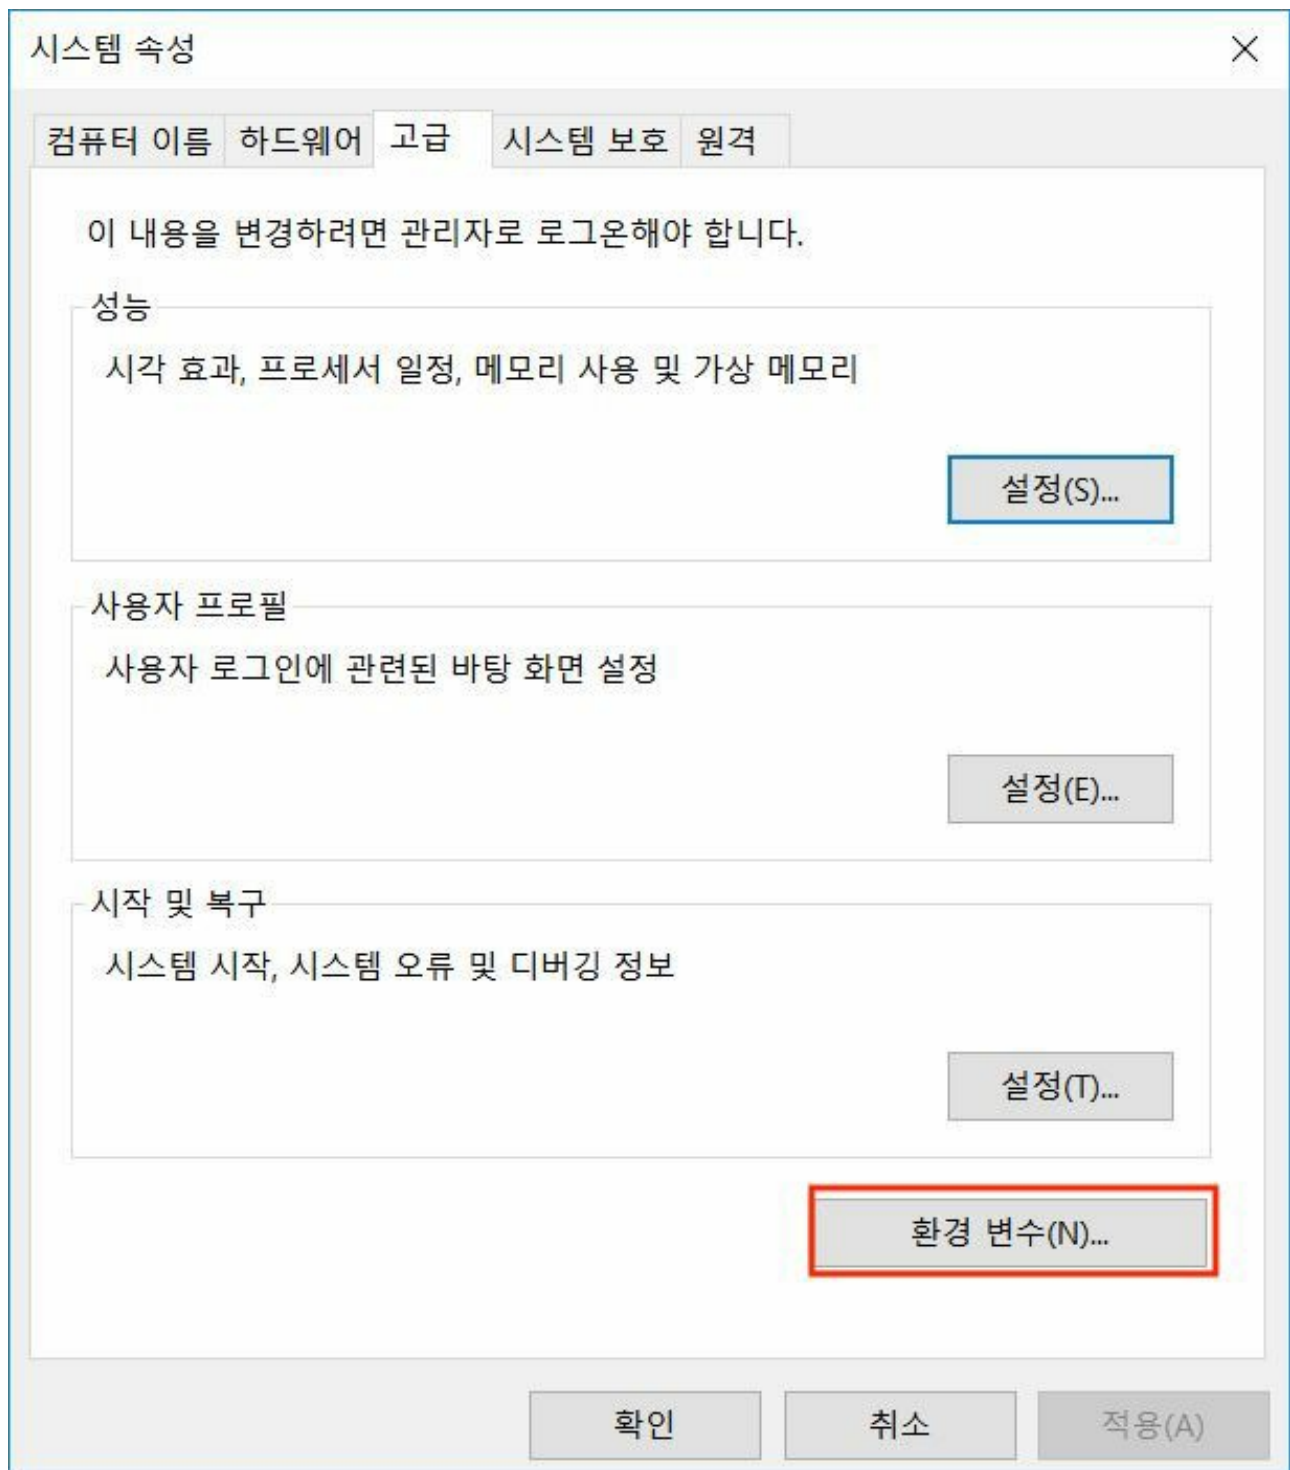 시스템 속성
컴퓨터 이름 하드웨어 고급 시스템 보호 원격
이 내용을 변경하려면 관리자로 로그온해야 합니다.
성능
시각 효과, 프로세서 일정, 메모리 사용 및 가상 메모리
설정(S)...
사용자 프로필
사용자 로그인에 관련된 바탕 화면 설정
설정(E)...
시작 및 복구
시스템 시작, 시스템 오류 및 디버깅 정보
설정(T)...
환경 변수(N)...
확인 취소 적용(A)